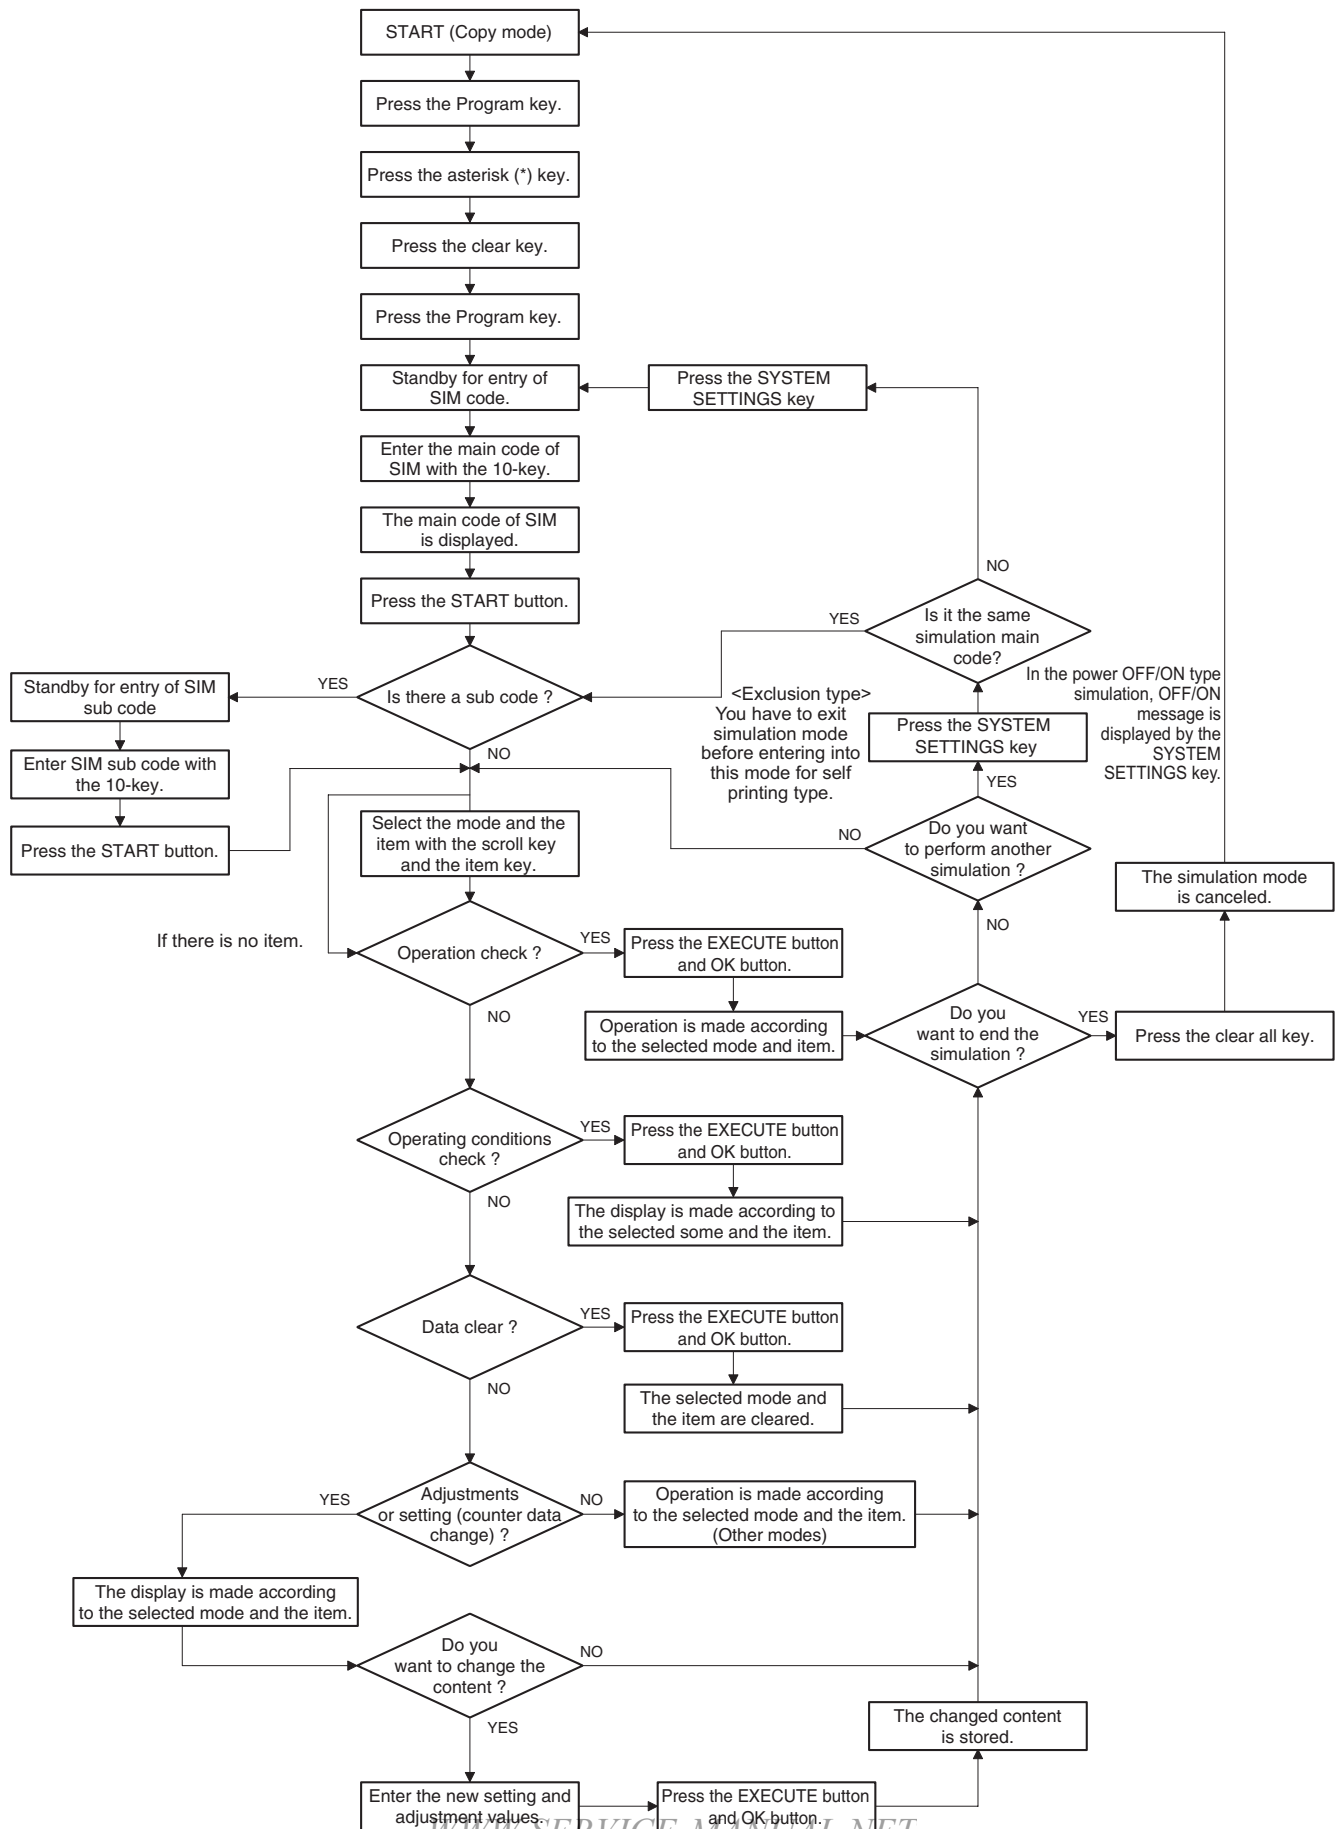 START (Copy mode)
Press the Program key.
Press the asterisk (*) key.
Press the clear key.
Press the Program key.
Standby for entry of
SIM code.
Press the SYSTEM
SETTINGS key
Enter the main code of
SIM with the 10-key.
The main code of SIM
is displayed.
Press the START button.
NO
Is it the same
simulation main
code?
YES
Is there a sub code ?
YES
NO
Standby for entry of SIM
sub code
Enter SIM sub code with
the 10-key.
Press the START button.
<Exclusion type>
You have to exit
simulation mode
before entering into
this mode for self
printing type.
Press the SYSTEM
SETTINGS key
In the power OFF/ON type
simulation, OFF/ON
message is
displayed by the
SYSTEM
SETTINGS key.
YES
Do you want
to perform another
simulation ?
NO
NO
Select the mode and the
item with the scroll key
and the item key.
The simulation mode
is canceled.
If there is no item.
Operation check ?
YES
NO
Press the EXECUTE button
and OK button.
Operation is made according
to the selected mode and item.
Do you
want to end the
simulation ?
YES
Press the clear all key.
Operating conditions
check ?
YES
NO
Press the EXECUTE button
and OK button.
The display is made according to
the selected some and the item.
Data clear ?
YES
NO
Press the EXECUTE button
and OK button.
The selected mode and
the item are cleared.
Adjustments
or setting (counter data
change) ?
YES
NO
Operation is made according
to the selected mode and the item.
(Other modes)
The display is made according
to the selected mode and the item.
Do you
want to change the
content ?
NO
YES
The changed content
is stored.
Enter the new setting and
adjustment values.
Press the EXECUTE button
and OK button.
WWW.SERVICE-MANUAL.NET